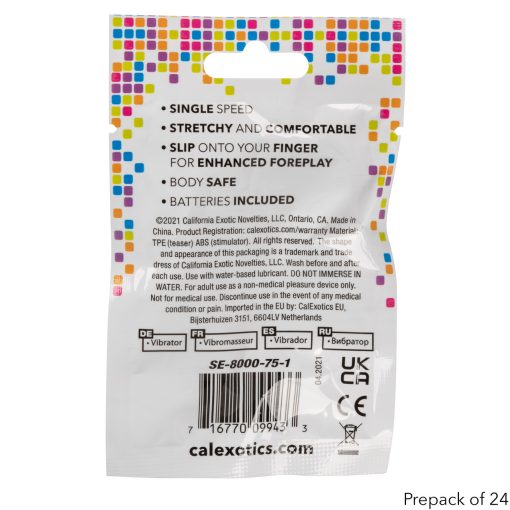 • SINGLE SPEED
• STRETCHY AND COMFORTABLE
• SLIP ONTO YOUR FINGER
FOR ENHANCED FOREPLAY
• BODY SAFE
• BATTERIES INCLUDED
©2021 California Exotic Novelties, LLC, Ontario, CA. Made in
China. Product Registration: calexotics.com/warranty Material:
TPE (teaser) ABS (stimulator). All rights reserved. The shape
and appearance of this packaging is a trademark and trade
dress of California Exotic Novelties, LLC. Wash before and after
each use. Use with water-based lubricant. DO NOT IMMERSE IN
WATER. For adult use as a non-medical pleasure device only.
Not for medical use. Discontinue use in the event of any medical
condition or pain. Imported in the EU by: CalExotics EU,
Bijsterhuizen 3151, 6604LV Netherlands
DE • Vibrator
FR • Vibromasseur
ES • Vibrador
RU • Вибратор
SE-8000-75-1
04.2021
UK
CA
CE
7 16770 09943 3
calexotics.com
Prepack of 24